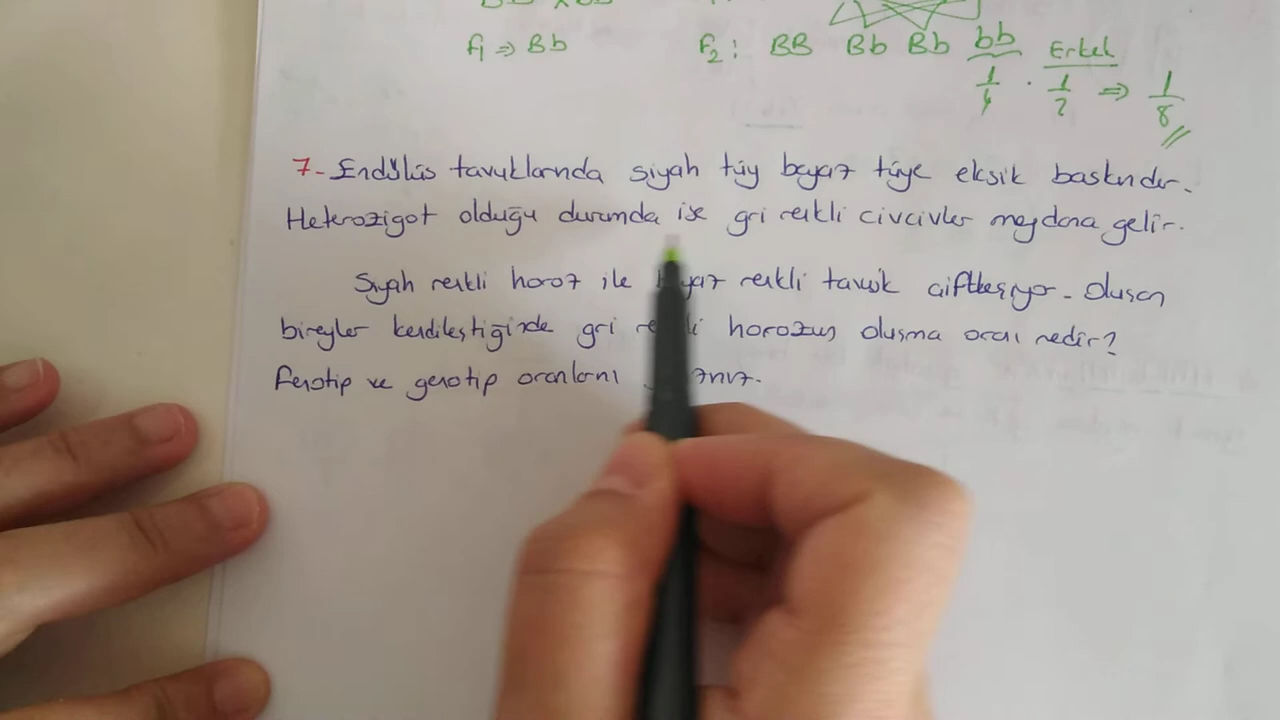 F1 ⇒ Bb
F2 : BB Bb Bb bb Erkek
1/4 · 1/2 ⇒ 1/8
7- Endülüs tavuklarında siyah tüy beyaz tüye eksik baskındır.
Heterozigot olduğu durumda ise gri renkli civcivler meydana gelir.
Siyah renkli horoz ile renkli tavuk çiftleşiyor. Oluşan
bireyler kendileştiğinde gri horozun oluşma oranı nedir?
Fenotip ve genotip oranlarını